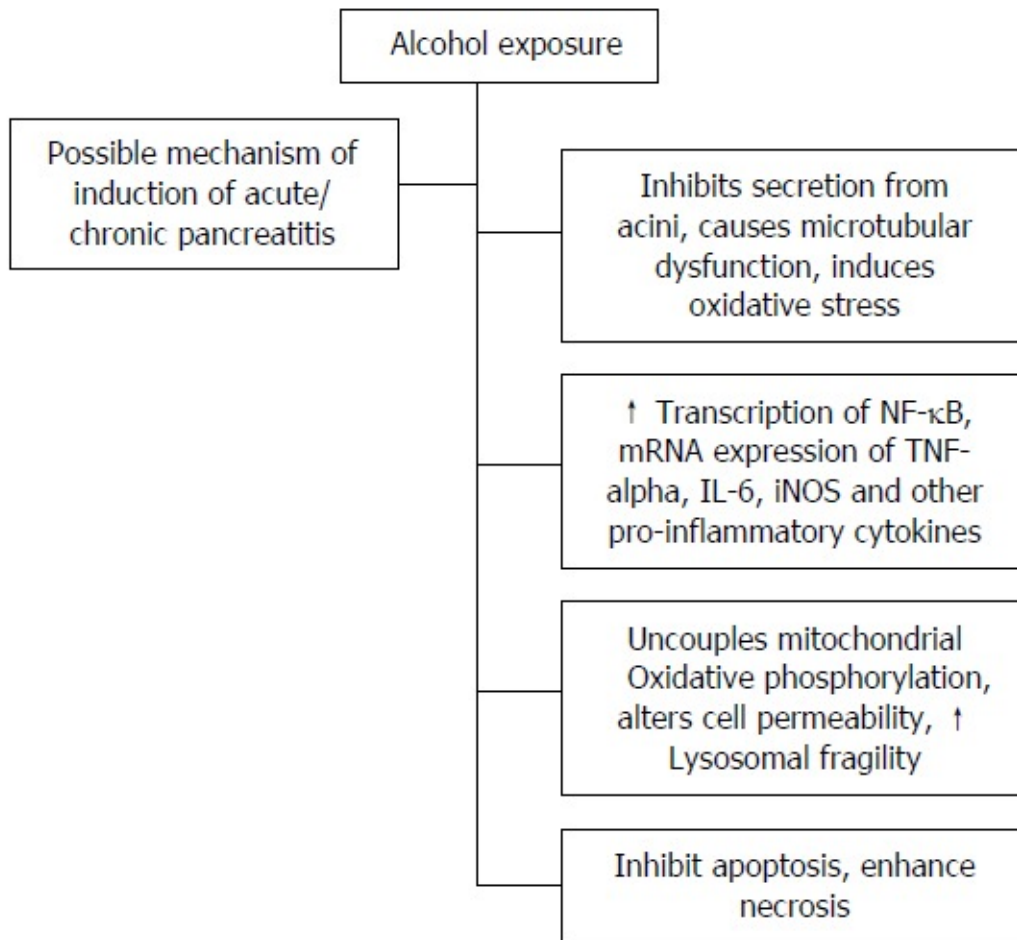 Alcohol exposure
Possible mechanism of
induction of acute/
chronic pancreatitis
Inhibits secretion from
acini, causes microtubular
dysfunction, induces
oxidative stress
↑ Transcription of NF-κB,
mRNA expression of TNF-
alpha, IL-6, iNOS and other
pro-inflammatory cytokines
Uncouples mitochondrial
Oxidative phosphorylation,
alters cell permeability, ↑
Lysosomal fragility
Inhibit apoptosis, enhance
necrosis